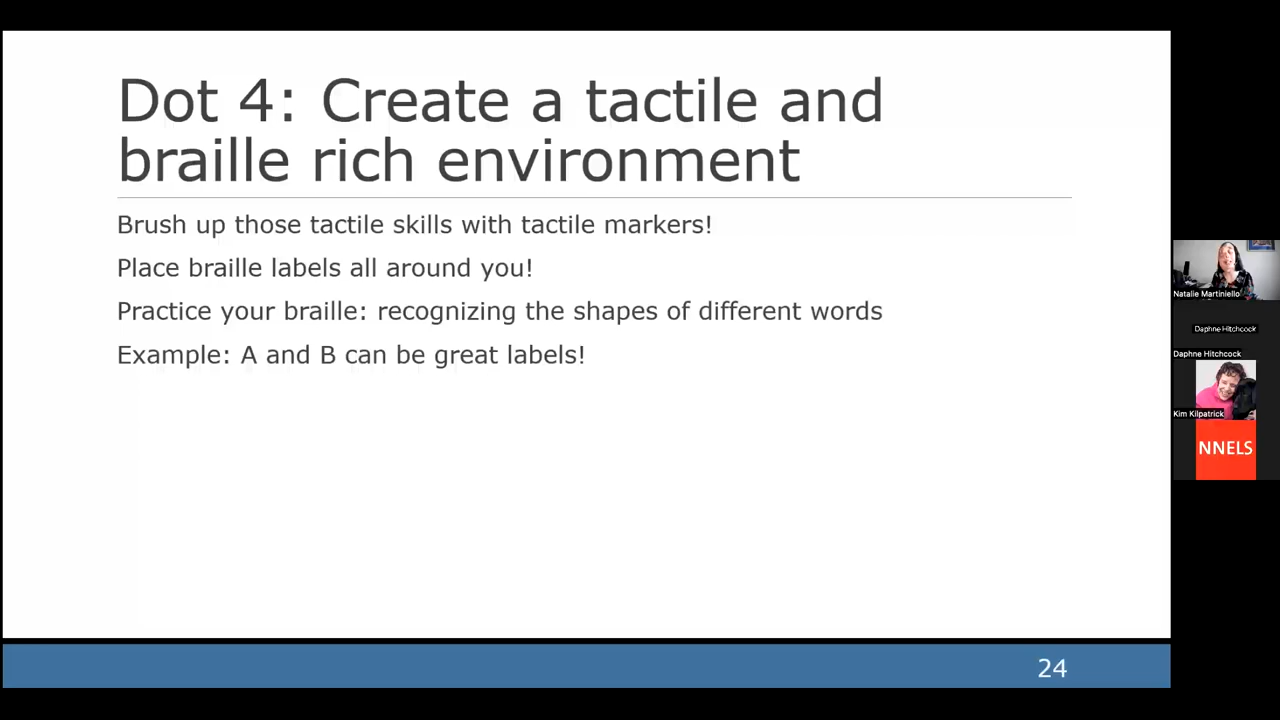 Dot 4: Create a tactile and
braille rich environment
Brush up those tactile skills with tactile markers!
Place braille labels all around you!
Practice your braille: recognizing the shapes of different words
Example: A and B can be great labels!
24
Natalie Martiniello
Daphne Hitchcock
Daphne Hitchcock
Kim Kilpatrick
NNELS